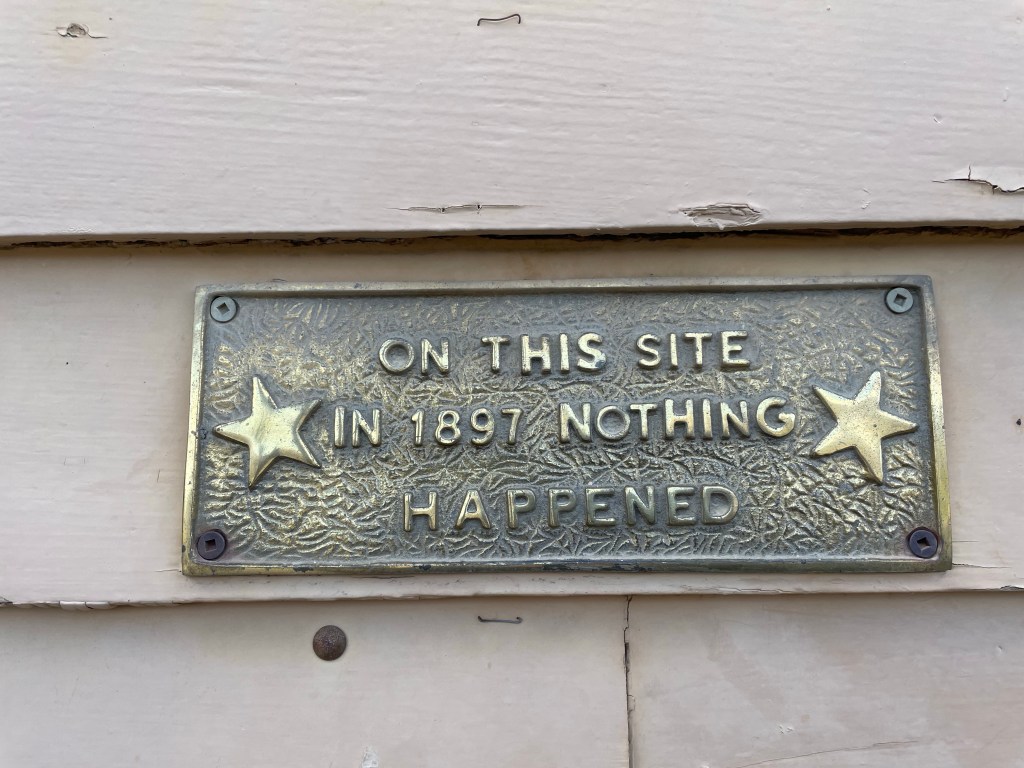 ON THIS SITE
IN 1897 NOTHING
HAPPENED